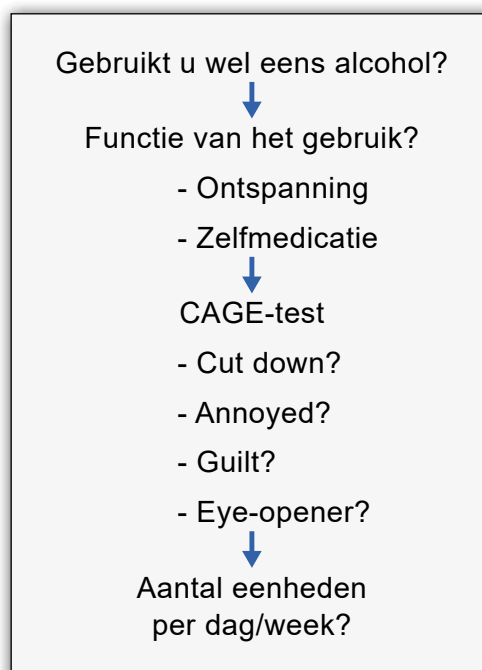 Gebruikt u wel eens alcohol?
Functie van het gebruik?
- Ontspanning
- Zelfmedicatie
CAGE-test
- Cut down?
- Annoyed?
- Guilt?
- Eye-opener?
Aantal eenheden
per dag/week?